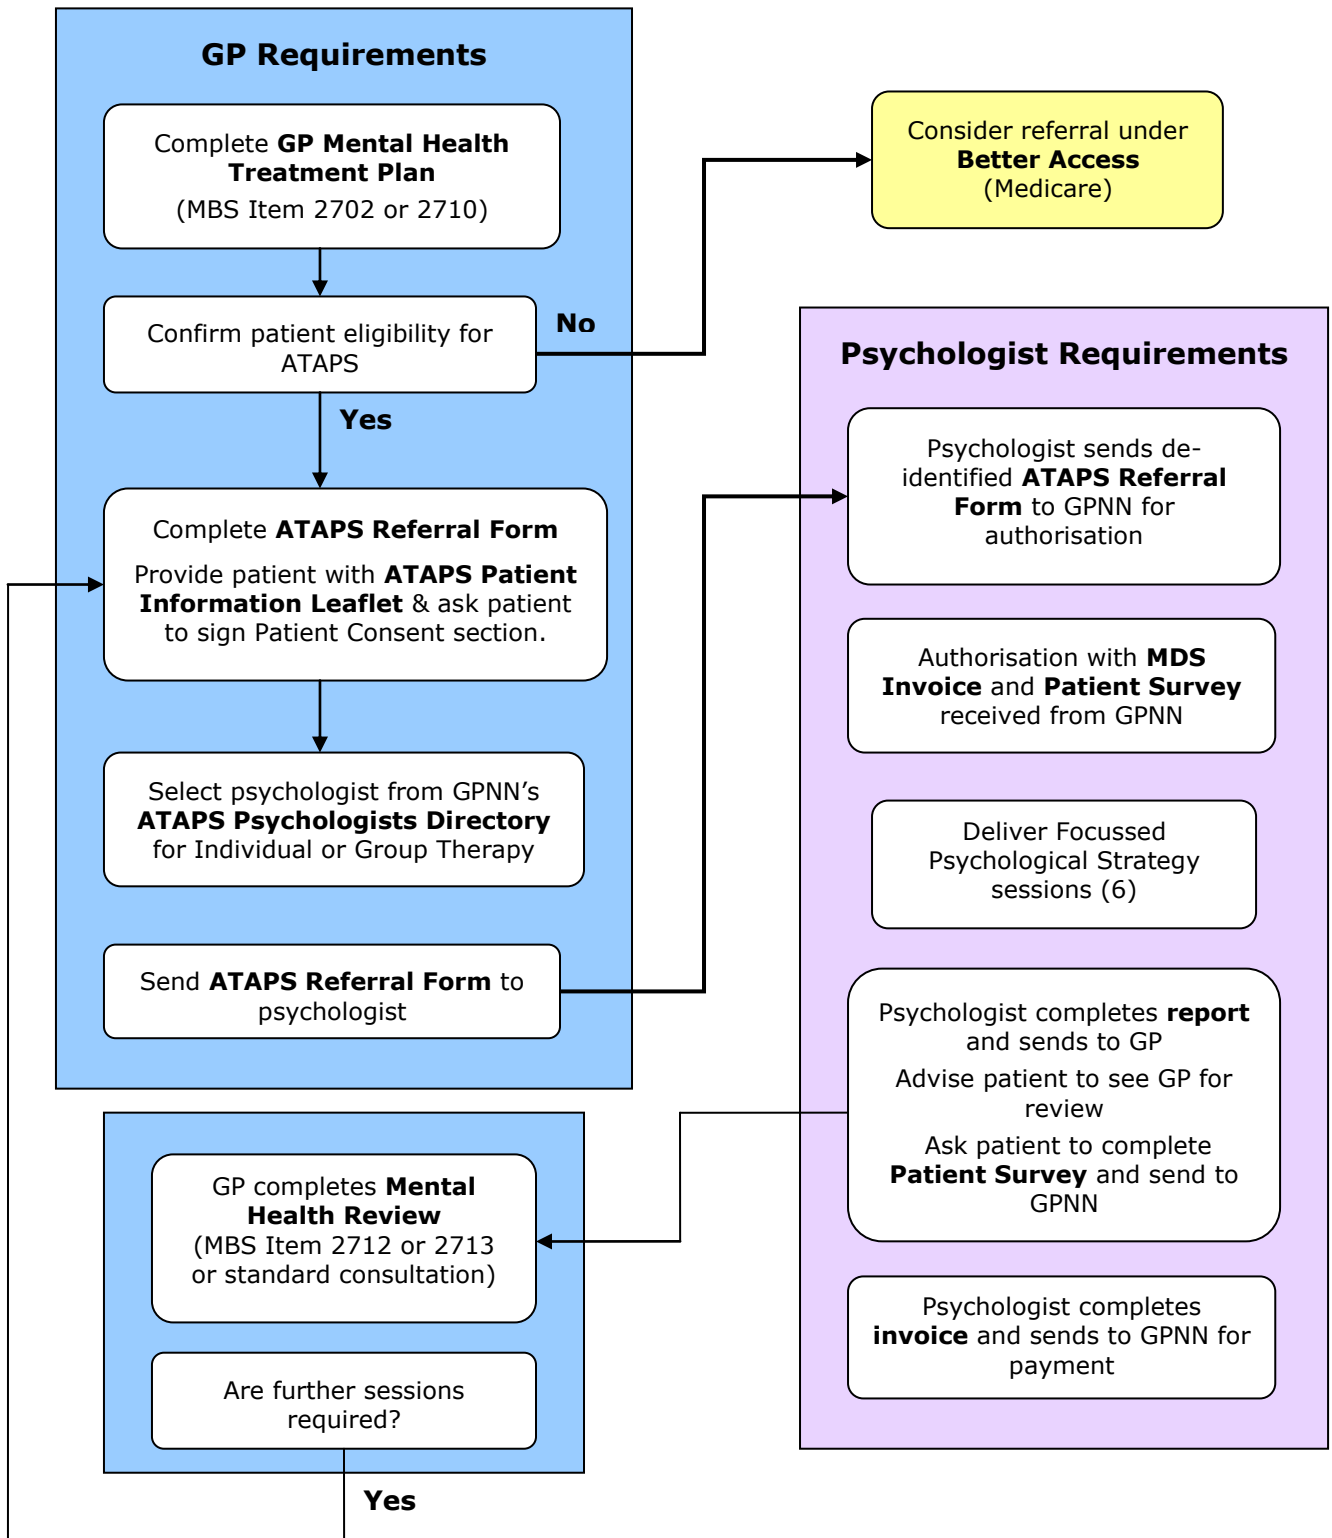 GP Requirements
Complete GP Mental Health
Treatment Plan
(MBS Item 2702 or 2710)
Consider referral under
Better Access
(Medicare)
Confirm patient eligibility for
ATAPS
No
Yes
Complete ATAPS Referral Form
Provide patient with ATAPS Patient
Information Leaflet & ask patient
to sign Patient Consent section.
Select psychologist from GPNN’s
ATAPS Psychologists Directory
for Individual or Group Therapy
Send ATAPS Referral Form to
psychologist
Psychologist Requirements
Psychologist sends de-
identified ATAPS Referral
Form to GPNN for
authorisation
Authorisation with MDS
Invoice and Patient Survey
received from GPNN
Deliver Focussed
Psychological Strategy
sessions (6)
Psychologist completes report
and sends to GP
Advise patient to see GP for
review
Ask patient to complete
Patient Survey and send to
GPNN
Psychologist completes
invoice and sends to GPNN for
payment
GP completes Mental
Health Review
(MBS Item 2712 or 2713
or standard consultation)
Are further sessions
required?
Yes